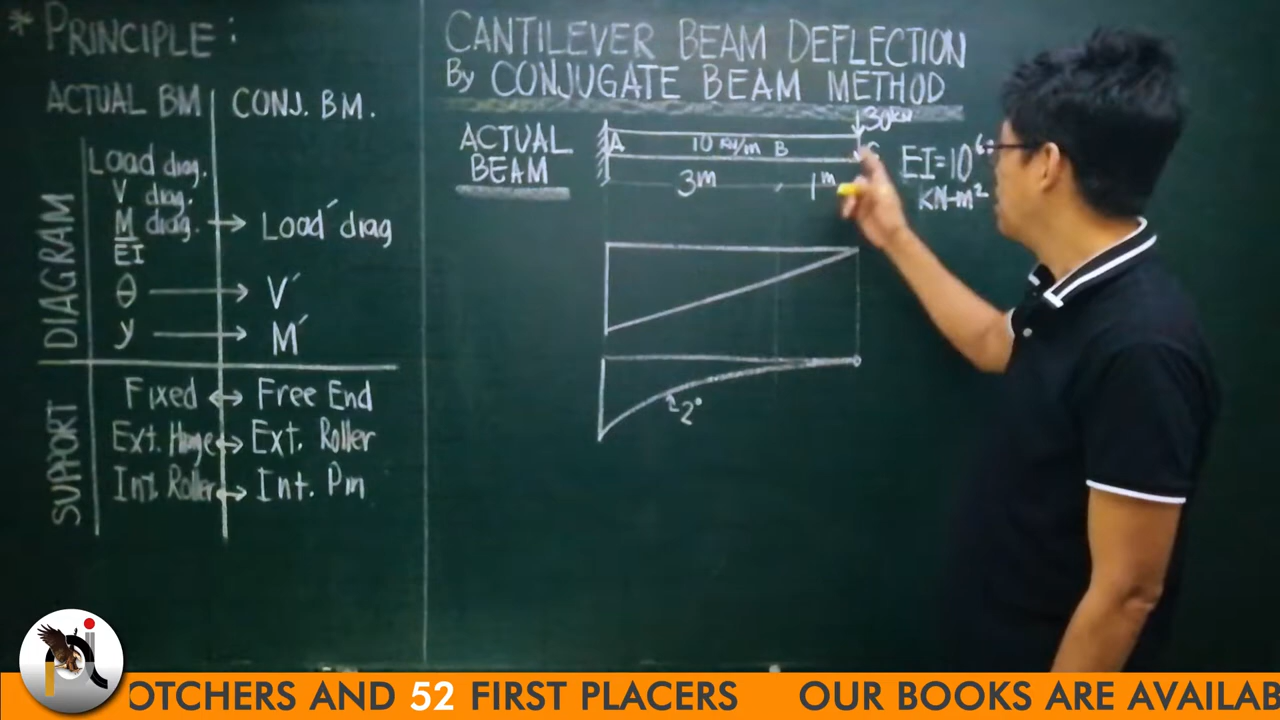 * PRINCIPLE:
ACTUAL BM CONJ. BM.
DIAGRAM
Load diag.
V diag.
M diag. → Load' diag
EI
θ → V'
y → M'
SUPPORT
Fixed ↔ Free End
Ext. Hinge ↔ Ext. Roller
Int. Roller ↔ Int. Pin
CANTILEVER BEAM DEFLECTION
By CONJUGATE BEAM METHOD
ACTUAL
BEAM
30 kN
A 10 kN/m B C
3m 1m
EI=10⁶
KN-m²
2°
OTCHERS AND 52 FIRST PLACERS OUR BOOKS ARE AVAILAB